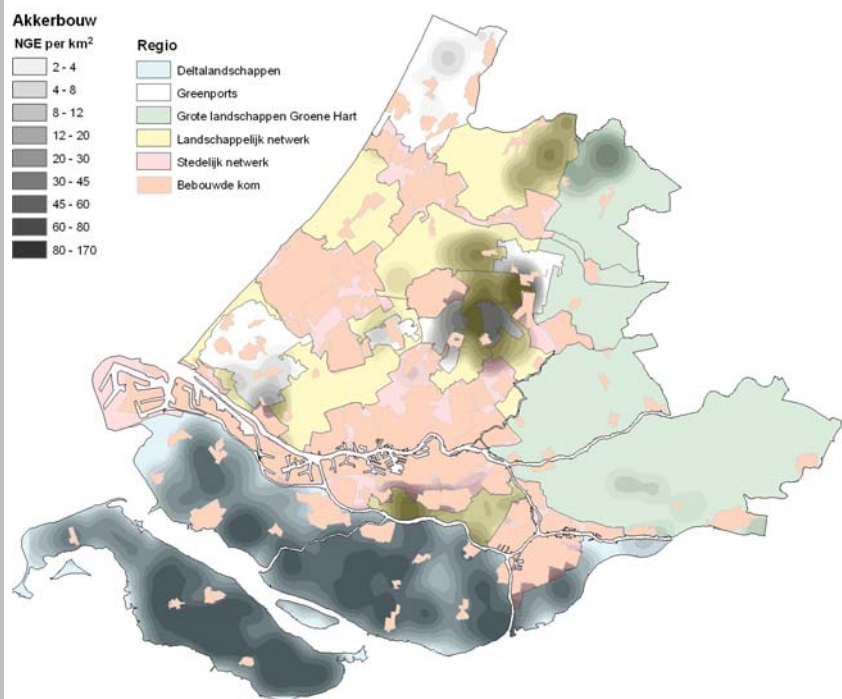 Akkerbouw
NGE per km²
2 - 4
4 - 8
8 - 12
12 - 20
20 - 30
30 - 45
45 - 60
60 - 80
80 - 170
Regio
Deltalandschappen
Greenports
Grote landschappen Groene Hart
Landschappelijk netwerk
Stedelijk netwerk
Bebouwde kom